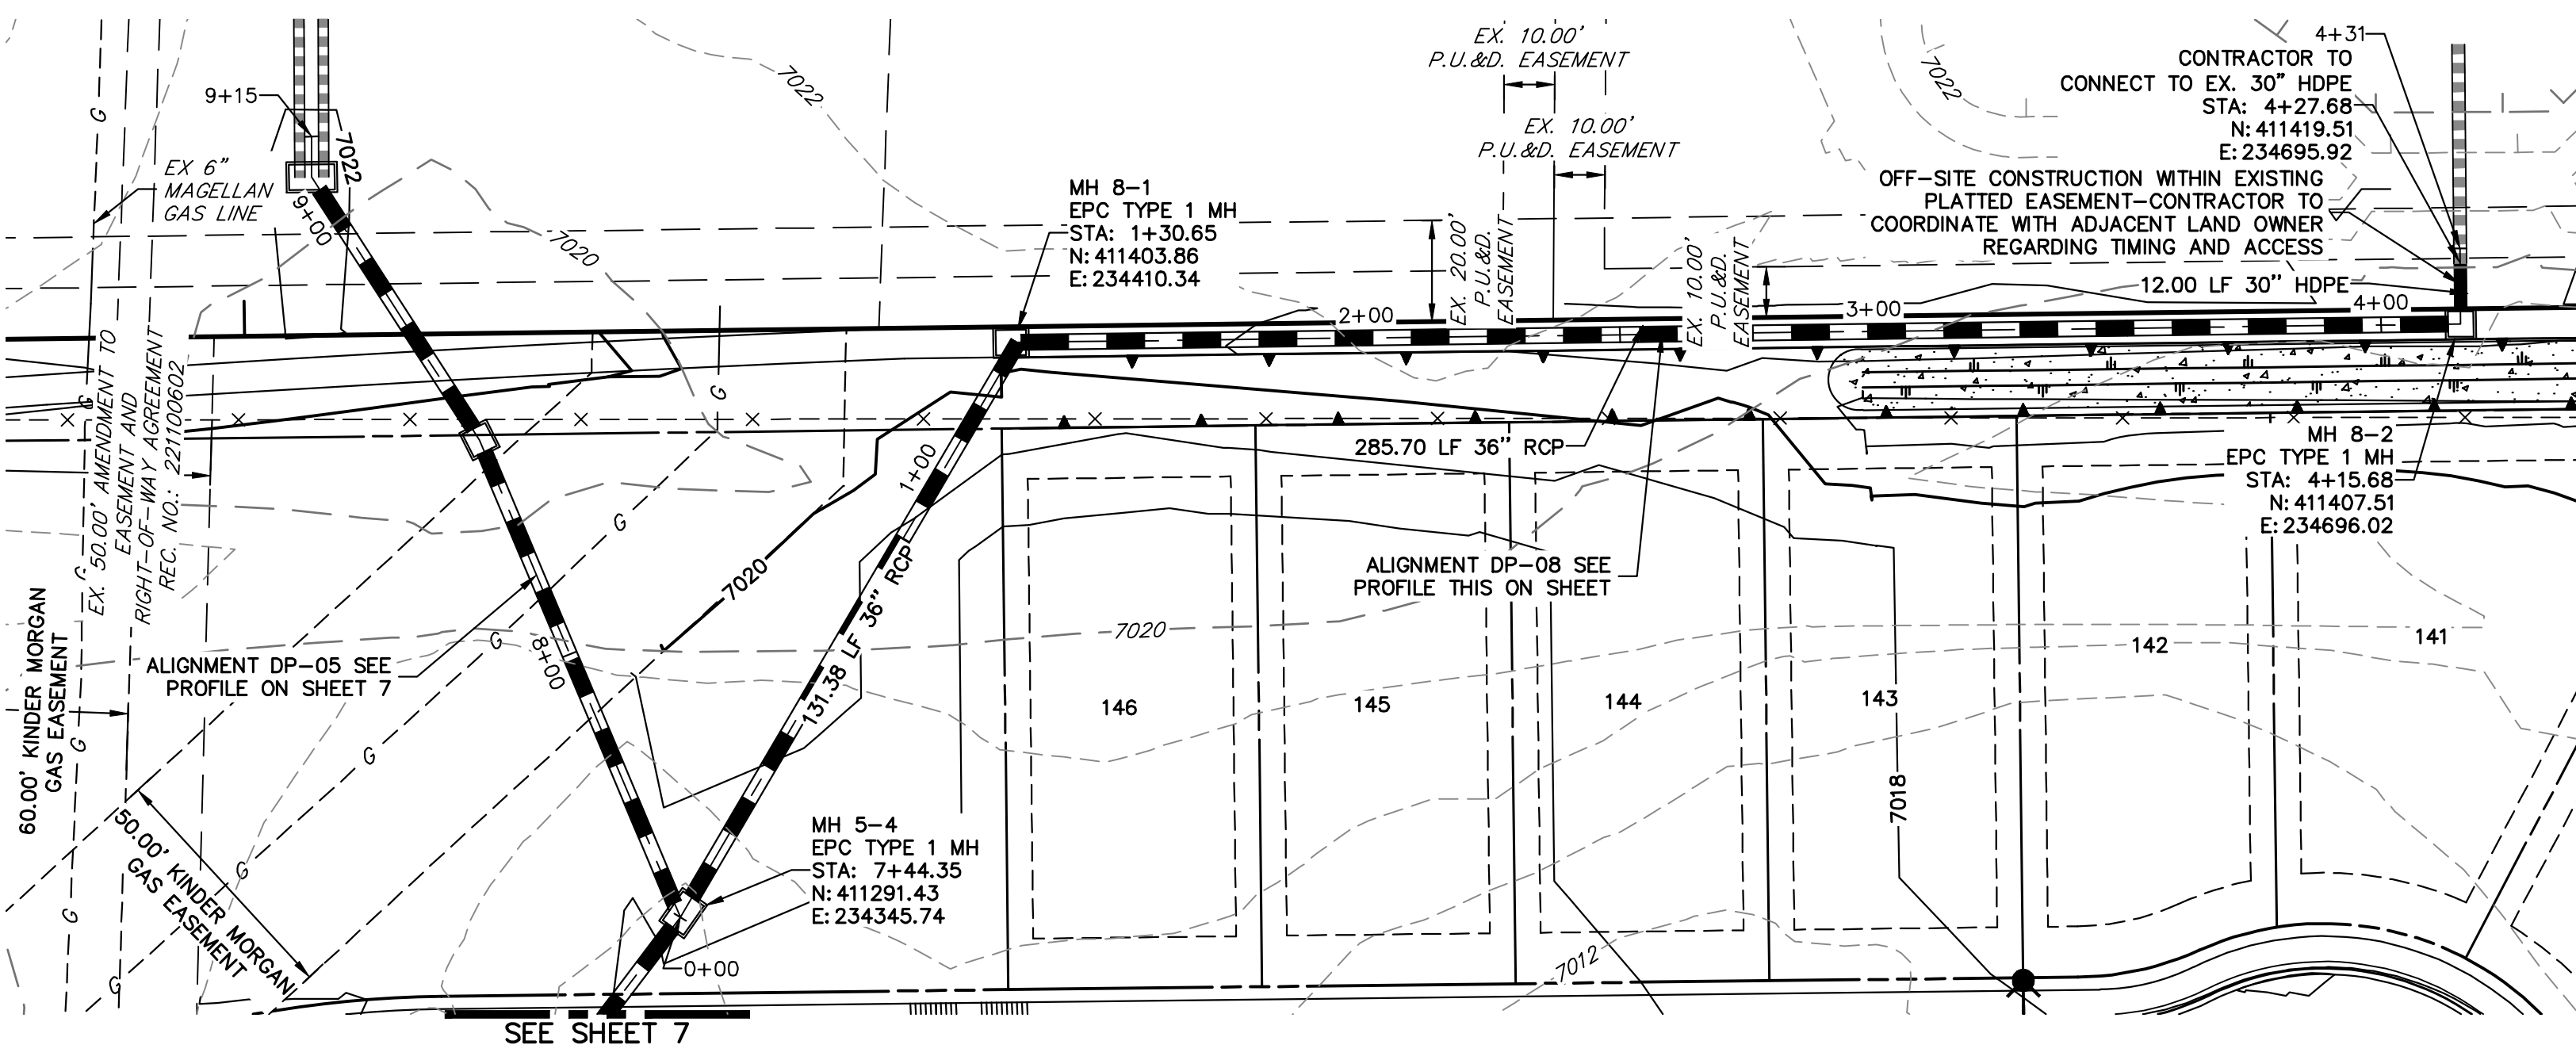 EX. 10.00'
P.U.&D. EASEMENT
EX. 10.00'
P.U.&D. EASEMENT
4+31
CONTRACTOR TO
CONNECT TO EX. 30" HDPE
STA: 4+27.68
N: 411419.51
E: 234695.92
OFF-SITE CONSTRUCTION WITHIN EXISTING
PLATTED EASEMENT-CONTRACTOR TO
COORDINATE WITH ADJACENT LAND OWNER
REGARDING TIMING AND ACCESS
12.00 LF 30" HDPE
7022
7022
9+15
7022
G
EX 6"
MAGELLAN
GAS LINE
9+00
7020
MH 8-1
EPC TYPE 1 MH
STA: 1+30.65
N: 411403.86
E: 234410.34
EX. 20.00'
P.U.&D.
EASEMENT
EX. 10.00'
P.U.&D.
EASEMENT
2+00
3+00
4+00
EX. 50.00' AMENDMENT TO
EASEMENT AND
RIGHT-OF-WAY AGREEMENT
REC. NO.: 221100602
G
G
1+00
285.70 LF 36" RCP
MH 8-2
EPC TYPE 1 MH
STA: 4+15.68
N: 411407.51
E: 234696.02
G
G
ALIGNMENT DP-08 SEE
PROFILE THIS ON SHEET
7020
131.38 LF 36" RCP
7020
G
8+00
ALIGNMENT DP-05 SEE
PROFILE ON SHEET 7
60.00' KINDER MORGAN
GAS EASEMENT
146
145
144
143
142
141
G
G
7018
50.00' KINDER MORGAN
GAS EASEMENT
G
G
G
MH 5-4
EPC TYPE 1 MH
STA: 7+44.35
N: 411291.43
E: 234345.74
0+00
7012
SEE SHEET 7